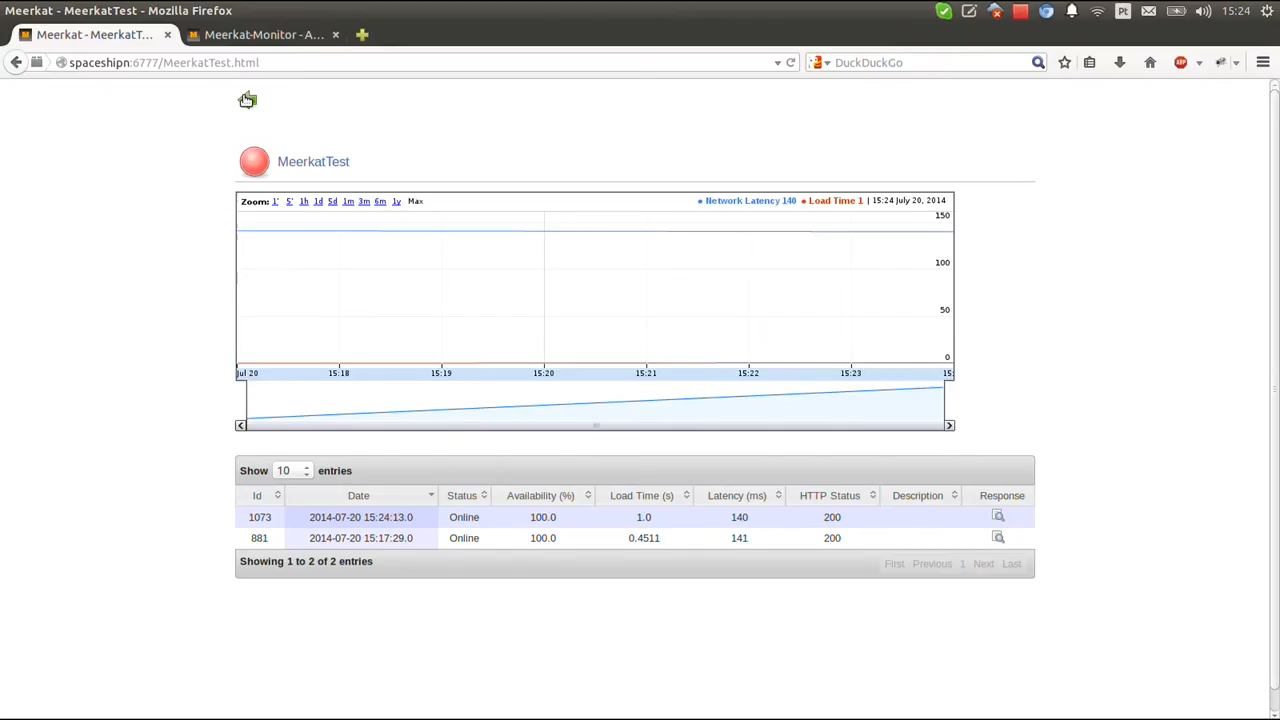 Meerkat - MeerkatTest - Mozilla Firefox
Pt
15:24
Meerkat - MeerkatT...
Meerkat-Monitor - A...
spaceshipn:6777/MeerkatTest.html
DuckDuckGo
ABP
MeerkatTest
Zoom: 1' 5' 1h 1d 5d 1m 3m 6m 1y Max
Network Latency 140 Load Time 1 | 15:24 July 20, 2014
150
100
50
0
Jul 20 15:18 15:19 15:20 15:21 15:22 15:23 15:
Show 10 entries
Id Date Status Availability (%) Load Time (s) Latency (ms) HTTP Status Description Response
1073 2014-07-20 15:24:13.0 Online 100.0 1.0 140 200
881 2014-07-20 15:17:29.0 Online 100.0 0.4511 141 200
Showing 1 to 2 of 2 entries
First Previous 1 Next Last